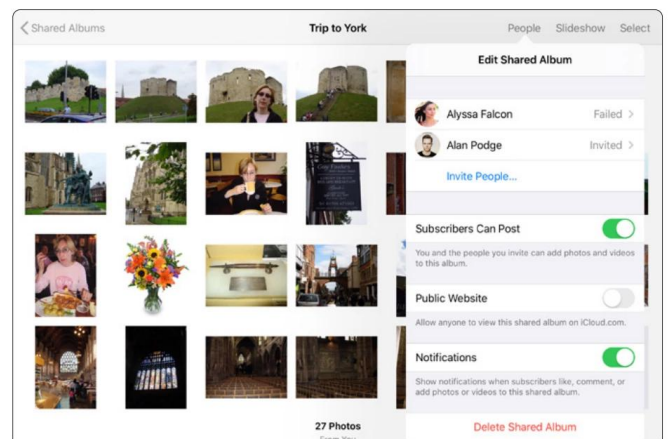 Shared Albums
Trip to York
People Slideshow Select
Edit Shared Album
Alyssa Falcon Failed
Alan Podge Invited
Invite People...
Subscribers Can Post
You and the people you invite can add photos and videos
to this album.
Public Website
Allow anyone to view this shared album on iCloud.com.
Notifications
Show notifications when subscribers like, comment, or
add photos or videos to this shared album.
Delete Shared Album
27 Photos
From You